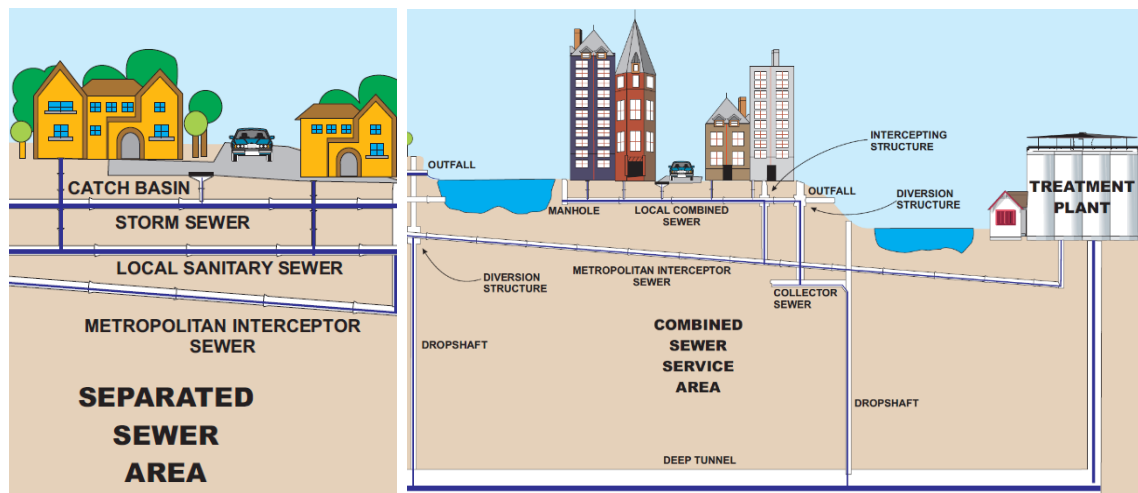 CATCH BASIN
STORM SEWER
LOCAL SANITARY SEWER
METROPOLITAN INTERCEPTOR
SEWER
SEPARATED
SEWER
AREA
OUTFALL
MANHOLE
LOCAL COMBINED
SEWER
INTERCEPTING
STRUCTURE
OUTFALL
DIVERSION
STRUCTURE
TREATMENT
PLANT
DIVERSION
STRUCTURE
METROPOLITAN INTERCEPTOR
SEWER
COLLECTOR
SEWER
COMBINED
SEWER
SERVICE
AREA
DROPSHAFT
DROPSHAFT
DEEP TUNNEL